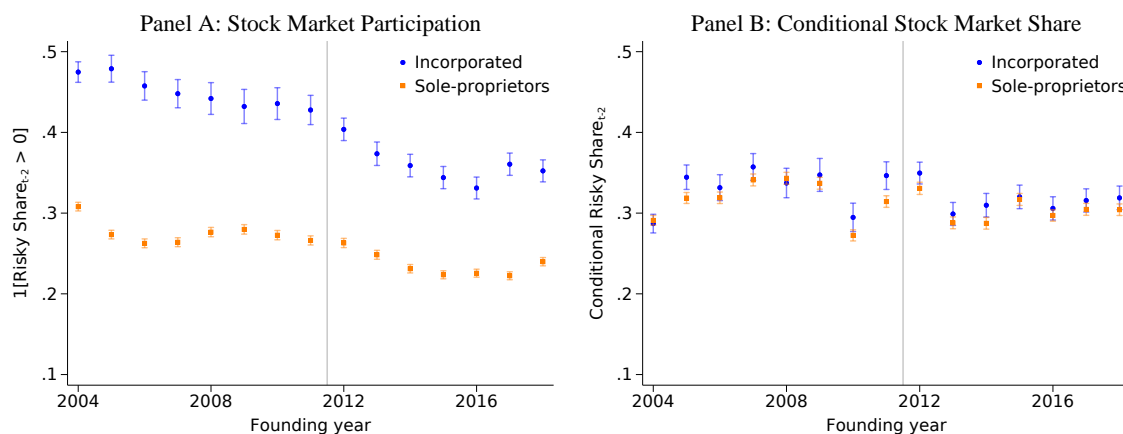 Panel A: Stock Market Participation
.5
.4
.3
.2
.1
1[Risky Share_t-2 > 0]
Incorporated
Sole-proprietors
2004
2008
2012
2016
Founding year
Panel B: Conditional Stock Market Share
.5
.4
.3
.2
.1
Conditional Risky Share_t-2
Incorporated
Sole-proprietors
2004
2008
2012
2016
Founding year